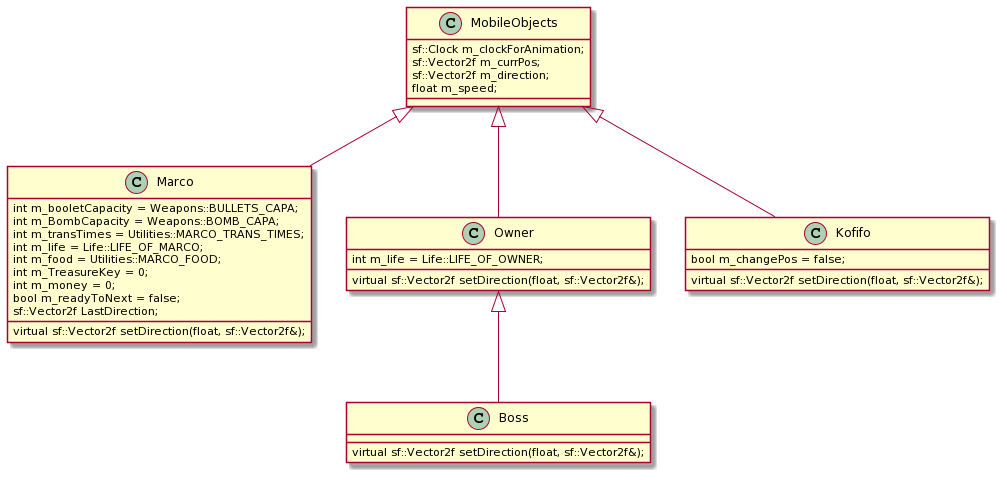 C MobileObjects
sf::Clock m_clockForAnimation;
sf::Vector2f m_currPos;
sf::Vector2f m_direction;
float m_speed;
C Marco
int m_booletCapacity = Weapons::BULLETS_CAPA;
int m_BombCapacity = Weapons::BOMB_CAPA;
int m_transTimes = Utilities::MARCO_TRANS_TIMES;
int m_life = Life::LIFE_OF_MARCO;
int m_food = Utilities::MARCO_FOOD;
int m_TreasureKey = 0;
int m_money = 0;
bool m_readyToNext = false;
sf::Vector2f LastDirection;
virtual sf::Vector2f setDirection(float, sf::Vector2f&);
C Owner
int m_life = Life::LIFE_OF_OWNER;
virtual sf::Vector2f setDirection(float, sf::Vector2f&);
C Kofifo
bool m_changePos = false;
virtual sf::Vector2f setDirection(float, sf::Vector2f&);
C Boss
virtual sf::Vector2f setDirection(float, sf::Vector2f&);